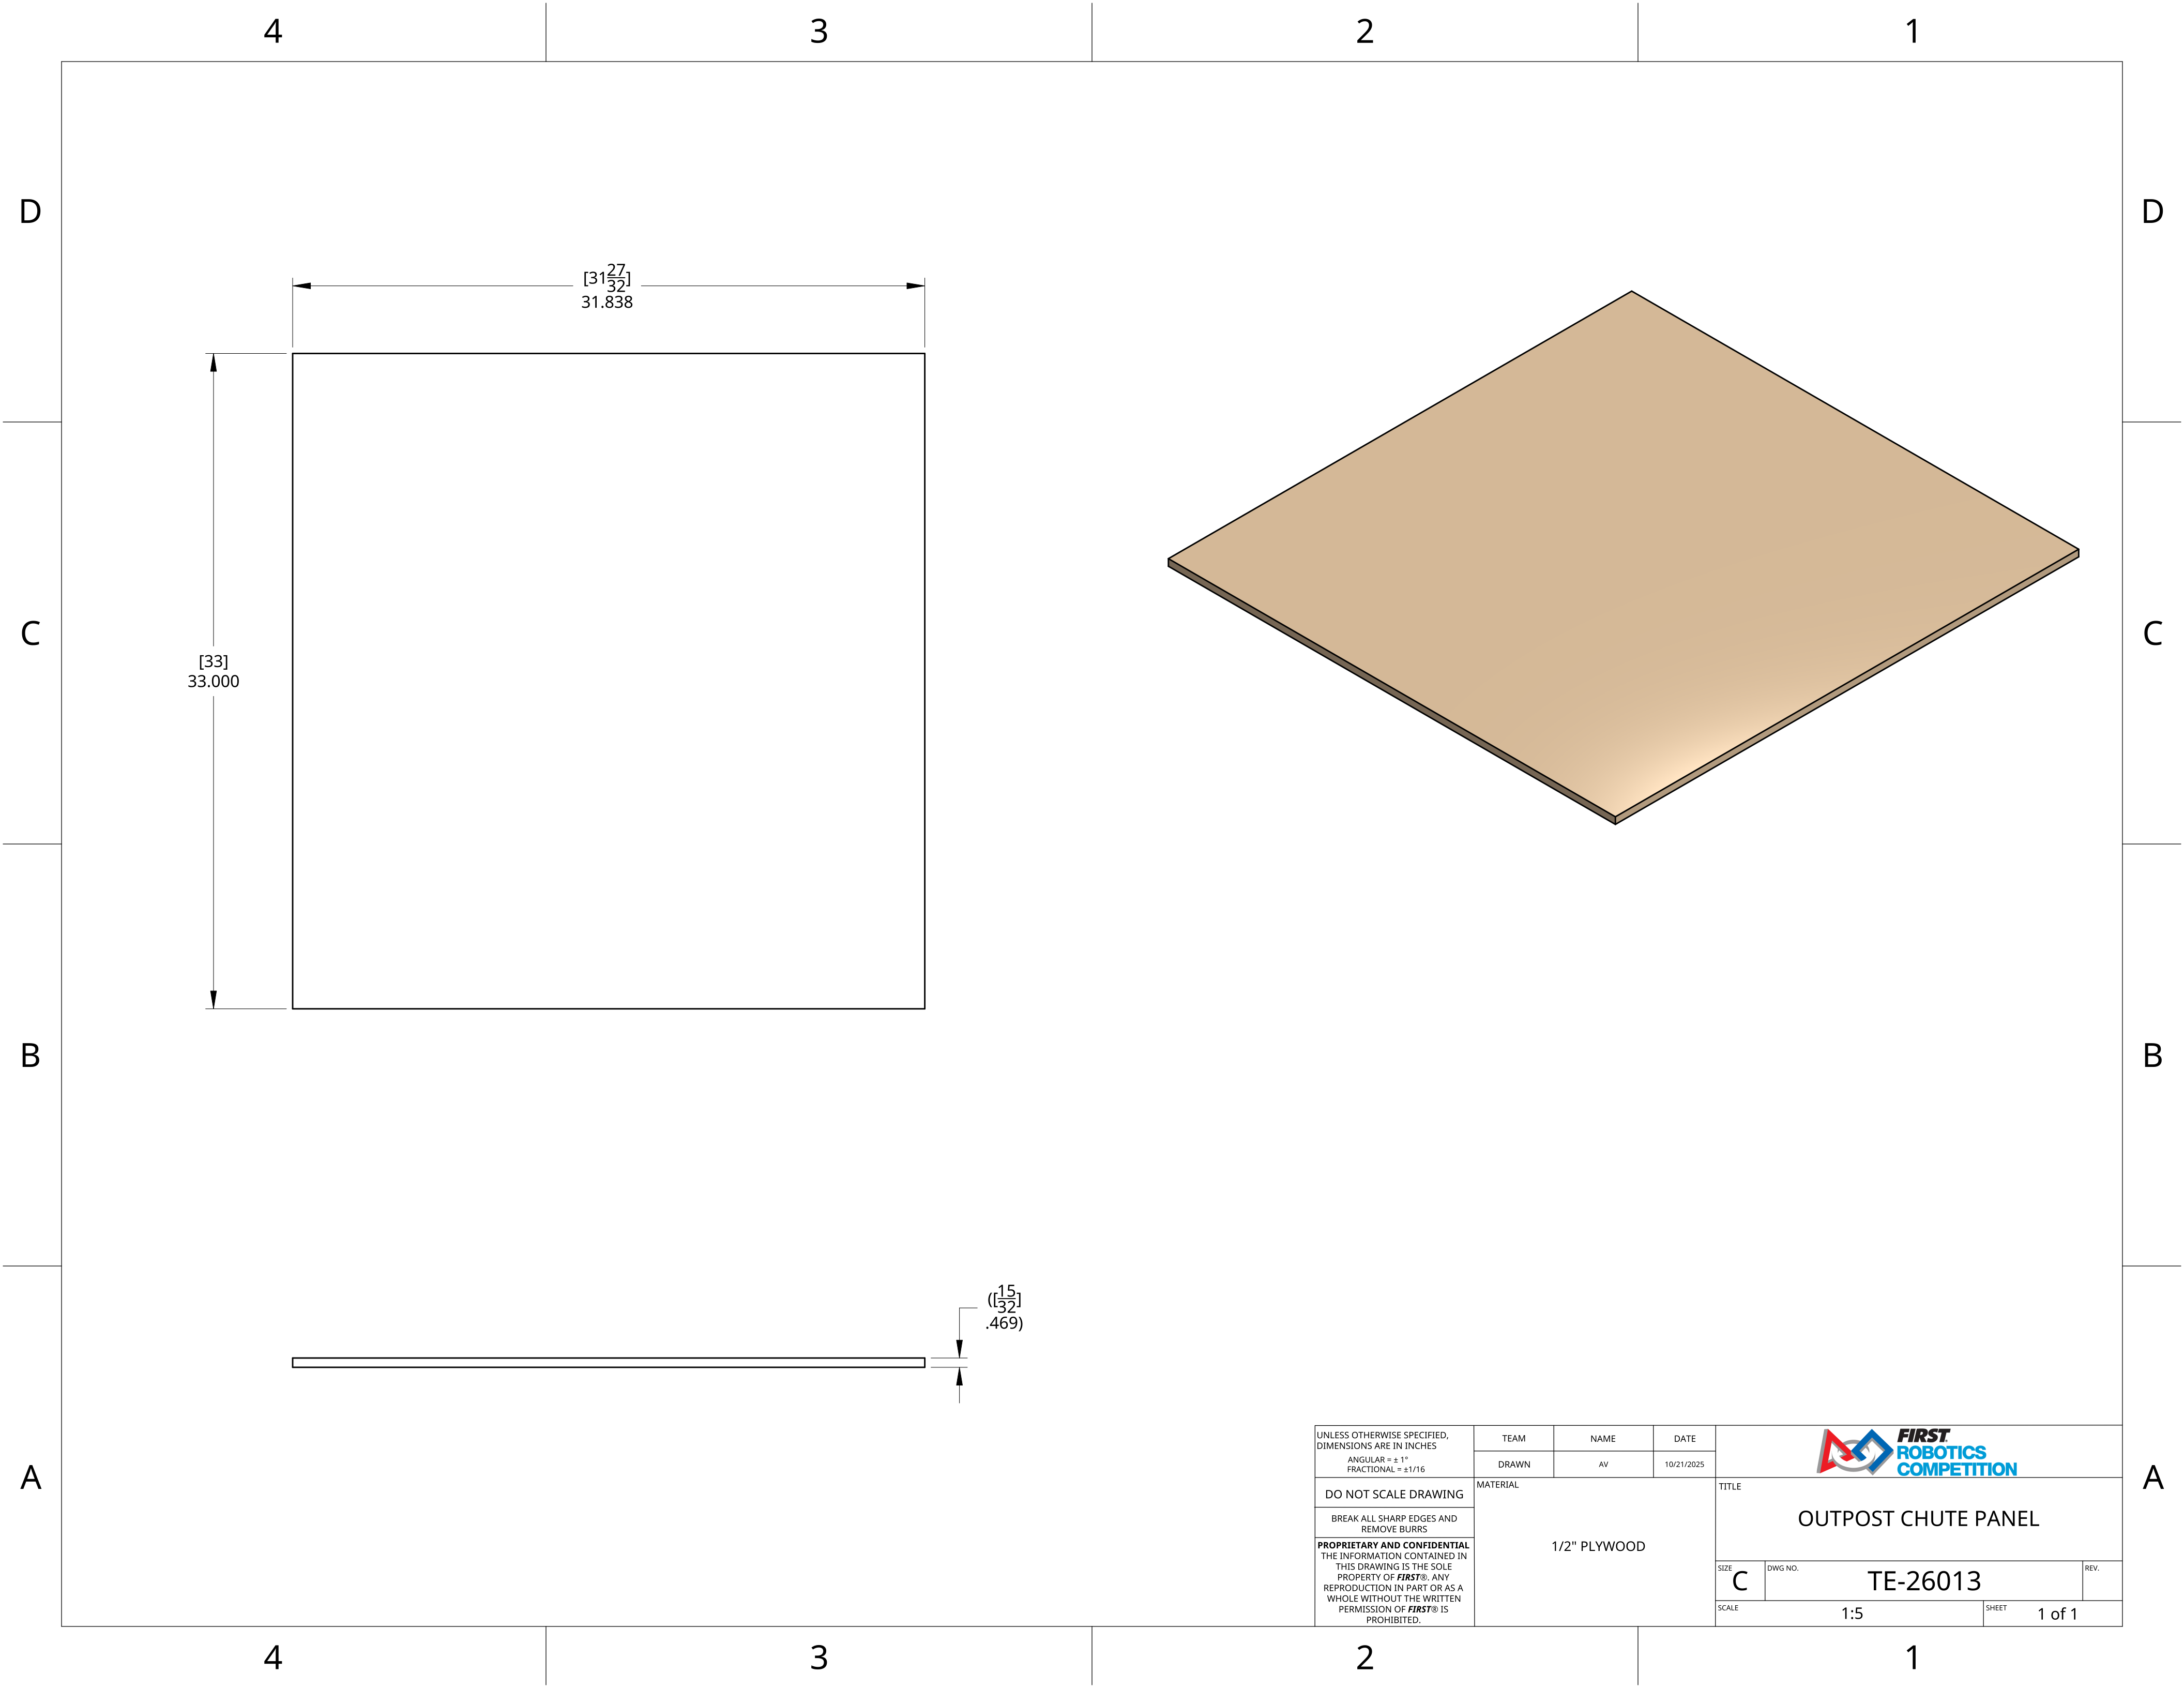 4 3 2 1
D D
[31 27/32]
31.838
C C
[33]
33.000
B B
([15/32]
.469)
A A
UNLESS OTHERWISE SPECIFIED,
DIMENSIONS ARE IN INCHES
ANGULAR = ± 1°
FRACTIONAL = ±1/16
DO NOT SCALE DRAWING
BREAK ALL SHARP EDGES AND
REMOVE BURRS
PROPRIETARY AND CONFIDENTIAL
THE INFORMATION CONTAINED IN
THIS DRAWING IS THE SOLE
PROPERTY OF FIRST®. ANY
REPRODUCTION IN PART OR AS A
WHOLE WITHOUT THE WRITTEN
PERMISSION OF FIRST® IS
PROHIBITED.
TEAM NAME DATE
DRAWN AV 10/21/2025
MATERIAL
1/2" PLYWOOD
FIRST®
ROBOTICS
COMPETITION
TITLE
OUTPOST CHUTE PANEL
SIZE
C
DWG NO.
TE-26013
REV.
SCALE
1:5
SHEET
1 of 1
4 3 2 1